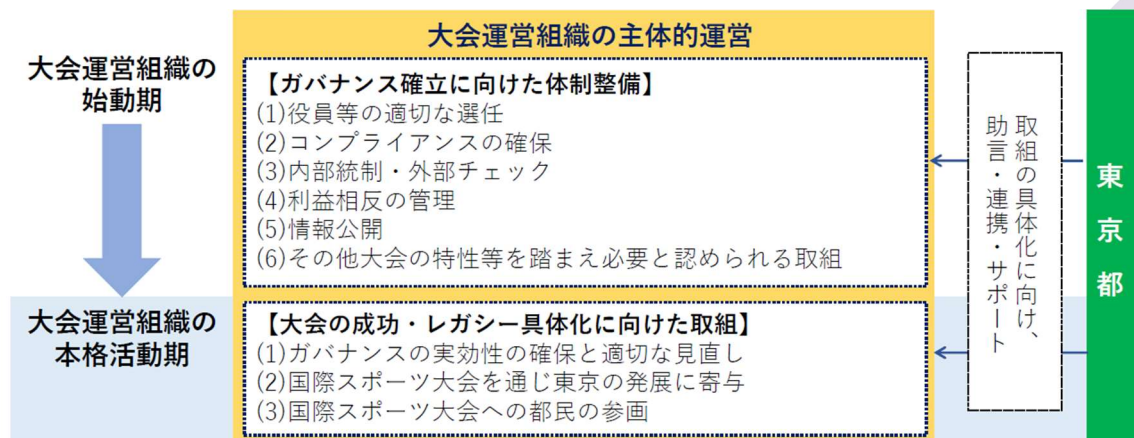 大会運営組織の主体的運営
大会運営組織の
始動期
【ガバナンス確立に向けた体制整備】
(1)役員等の適切な選任
(2)コンプライアンスの確保
(3)内部統制・外部チェック
(4)利益相反の管理
(5)情報公開
(6)その他大会の特性等を踏まえ必要と認められる取組
大会運営組織の
本格活動期
【大会の成功・レガシー具体化に向けた取組】
(1)ガバナンスの実効性の確保と適切な見直し
(2)国際スポーツ大会を通じ東京の発展に寄与
(3)国際スポーツ大会への都民の参画
取組の具体化に向け、
助言・連携・サポート
東京都